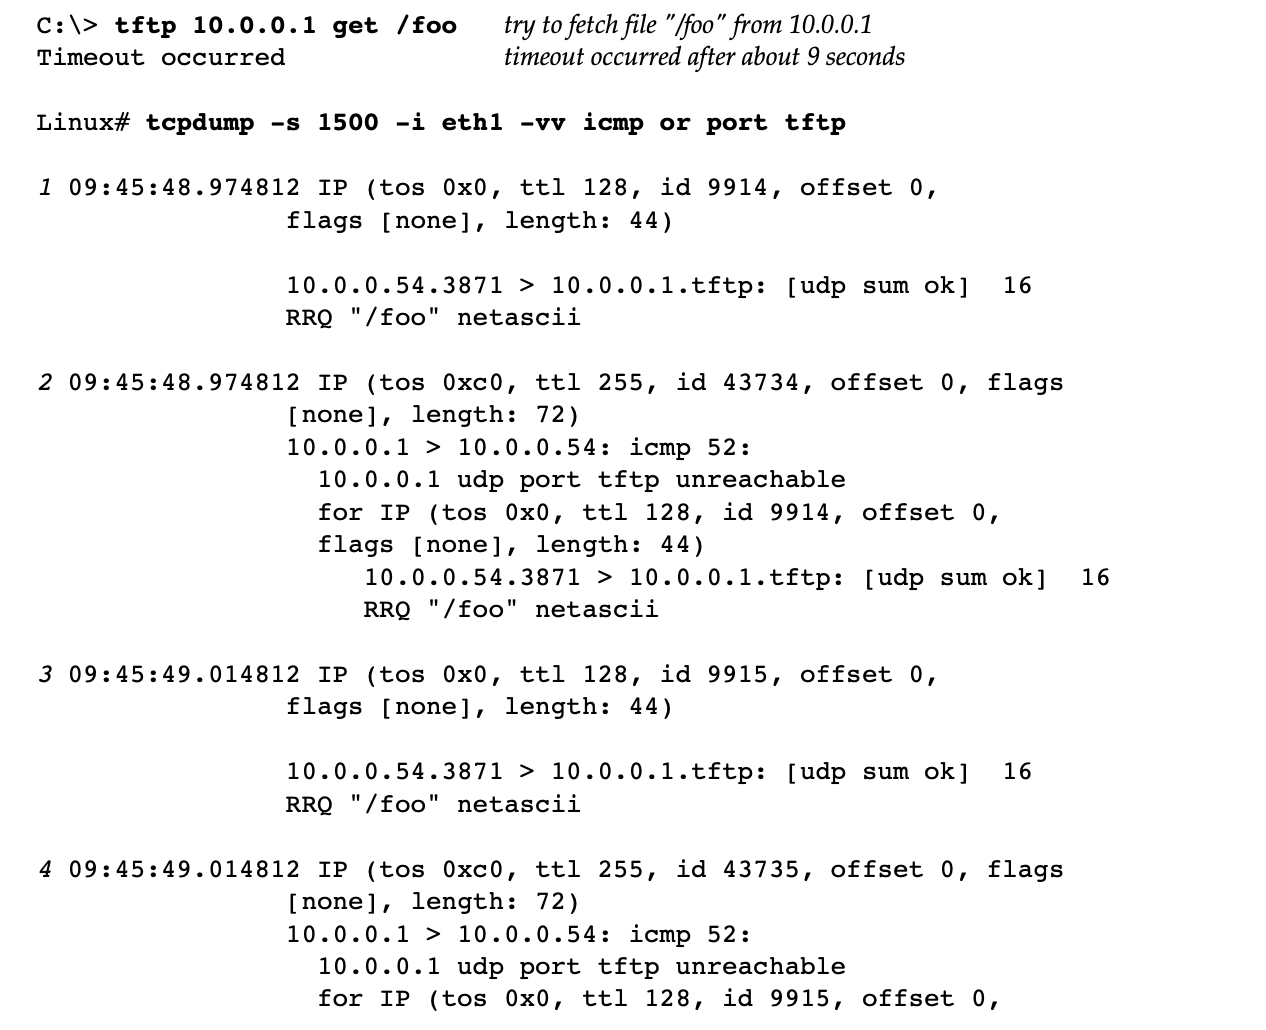 C:\> tftp 10.0.0.1 get /foo try to fetch file "/foo" from 10.0.0.1
Timeout occurred timeout occurred after about 9 seconds
Linux# tcpdump -s 1500 -i eth1 -vv icmp or port tftp
1 09:45:48.974812 IP (tos 0x0, ttl 128, id 9914, offset 0,
flags [none], length: 44)
10.0.0.54.3871 > 10.0.0.1.tftp: [udp sum ok] 16
RRQ "/foo" netascii
2 09:45:48.974812 IP (tos 0xc0, ttl 255, id 43734, offset 0, flags
[none], length: 72)
10.0.0.1 > 10.0.0.54: icmp 52:
10.0.0.1 udp port tftp unreachable
for IP (tos 0x0, ttl 128, id 9914, offset 0,
flags [none], length: 44)
10.0.0.54.3871 > 10.0.0.1.tftp: [udp sum ok] 16
RRQ "/foo" netascii
3 09:45:49.014812 IP (tos 0x0, ttl 128, id 9915, offset 0,
flags [none], length: 44)
10.0.0.54.3871 > 10.0.0.1.tftp: [udp sum ok] 16
RRQ "/foo" netascii
4 09:45:49.014812 IP (tos 0xc0, ttl 255, id 43735, offset 0, flags
[none], length: 72)
10.0.0.1 > 10.0.0.54: icmp 52:
10.0.0.1 udp port tftp unreachable
for IP (tos 0x0, ttl 128, id 9915, offset 0,